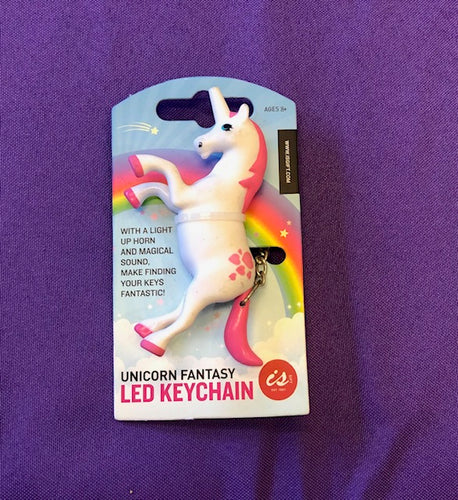 AGES 8+
WWW.ISGIFT.COM
WITH A LIGHT
UP HORN
AND MAGICAL
SOUND,
MAKE FINDING
YOUR KEYS
FANTASTIC!
UNICORN FANTASY
LED KEYCHAIN
is